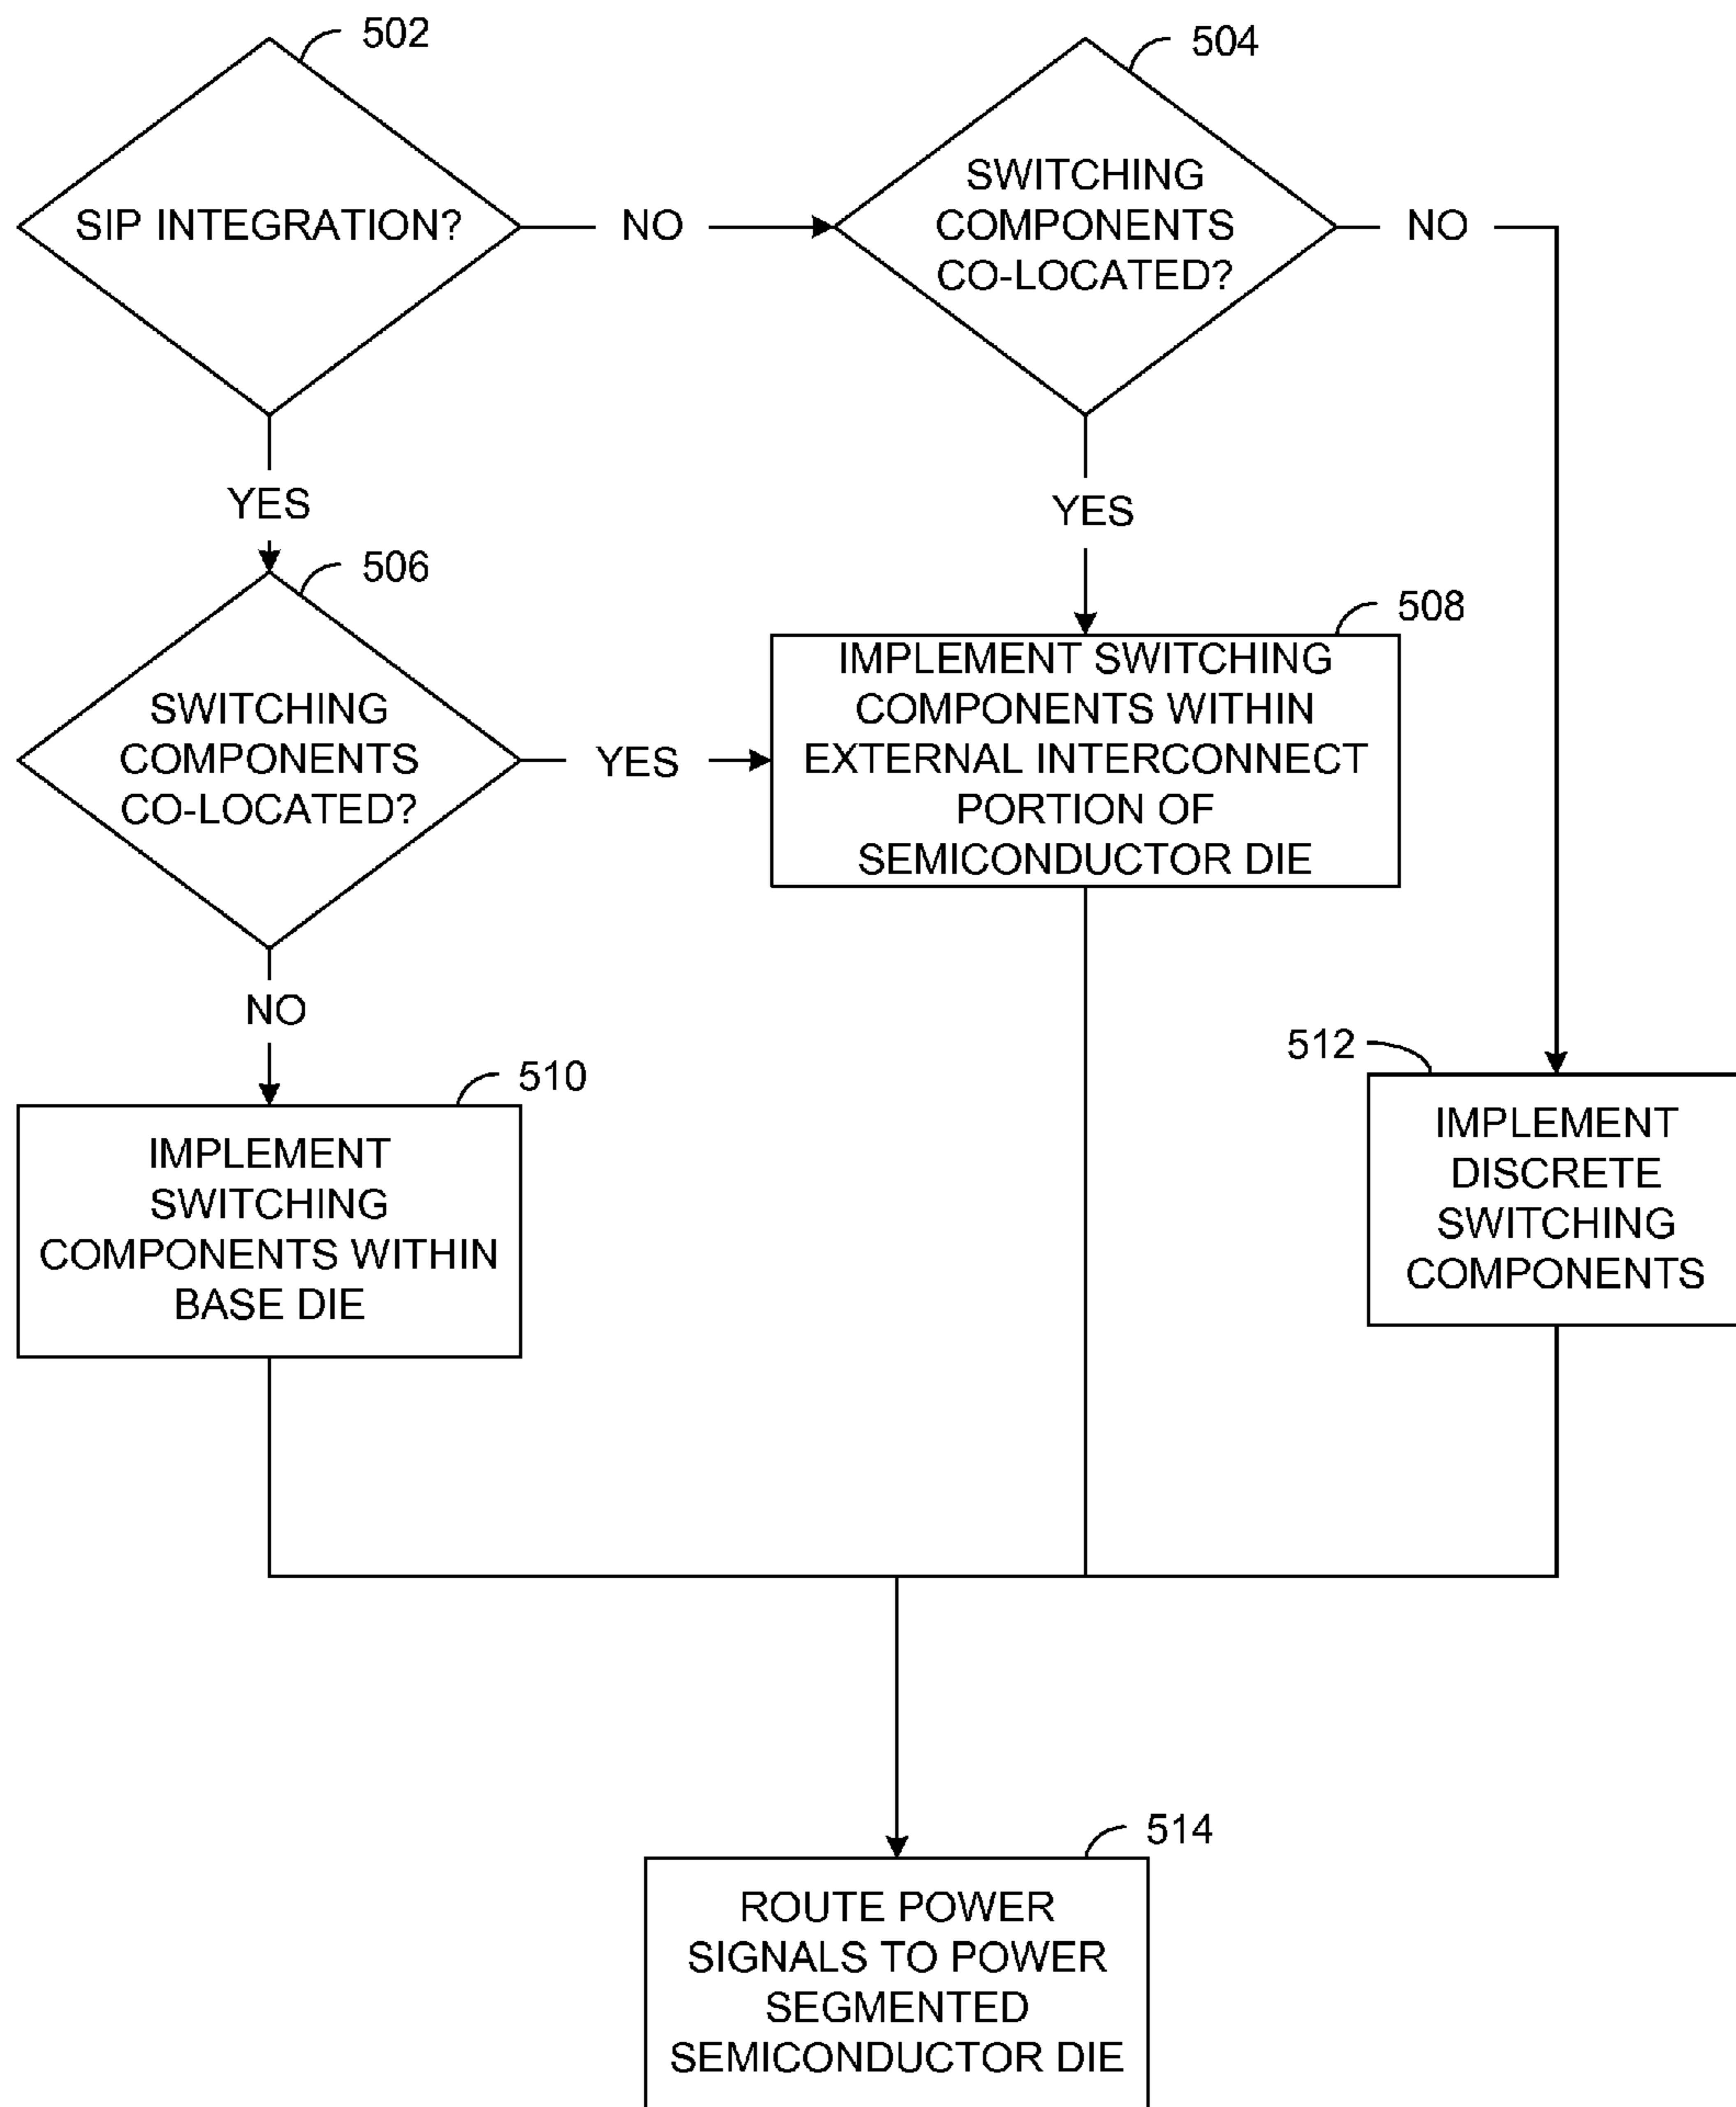 502
SIP INTEGRATION?
NO
504
SWITCHING
COMPONENTS
CO-LOCATED?
NO
YES
YES
506
SWITCHING
COMPONENTS
CO-LOCATED?
YES
508
IMPLEMENT SWITCHING
COMPONENTS WITHIN
EXTERNAL INTERCONNECT
PORTION OF
SEMICONDUCTOR DIE
NO
510
IMPLEMENT
SWITCHING
COMPONENTS WITHIN
BASE DIE
512
IMPLEMENT
DISCRETE
SWITCHING
COMPONENTS
514
ROUTE POWER
SIGNALS TO POWER
SEGMENTED
SEMICONDUCTOR DIE